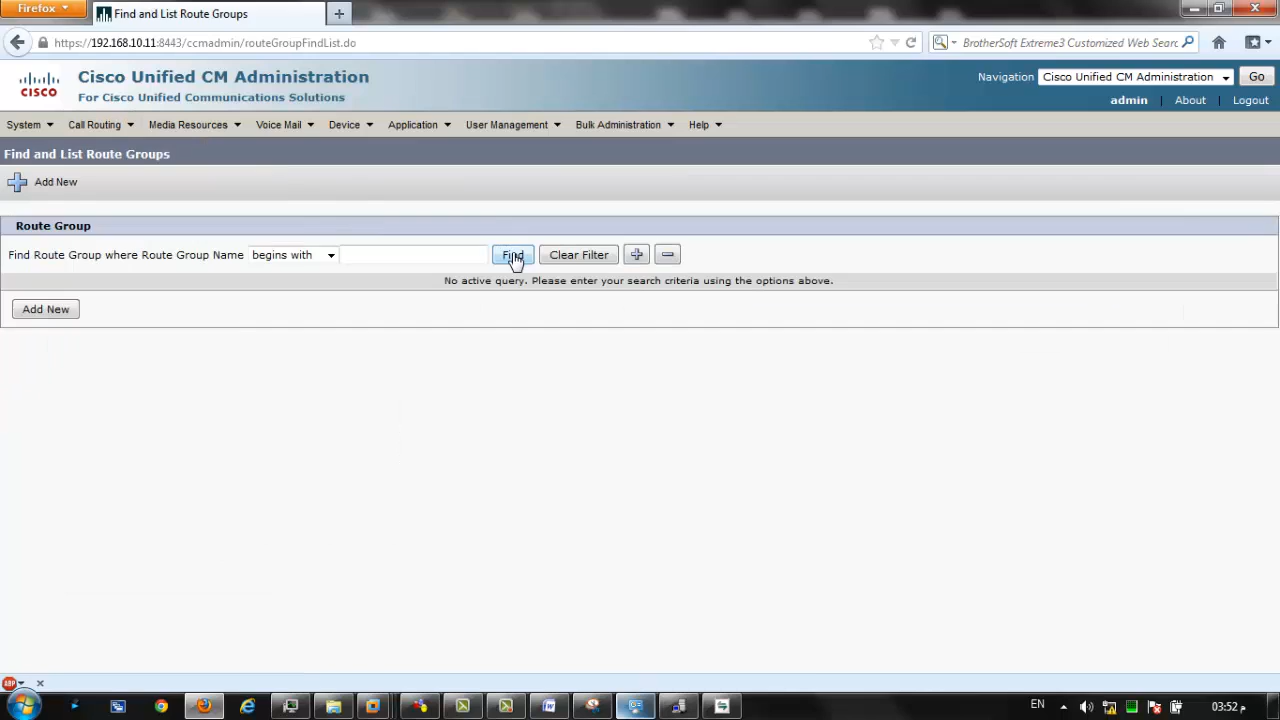 Firefox
Find and List Route Groups
https://192.168.10.11:8443/ccmadmin/routeGroupFindList.do
BrotherSoft Extreme3 Customized Web Searc
CISCO
Cisco Unified CM Administration
For Cisco Unified Communications Solutions
Navigation Cisco Unified CM Administration Go
admin | About | Logout
System Call Routing Media Resources Voice Mail Device Application User Management Bulk Administration Help
Find and List Route Groups
Add New
Route Group
Find Route Group where Route Group Name begins with Find Clear Filter
No active query. Please enter your search criteria using the options above.
Add New
ABP
EN 03:52 م